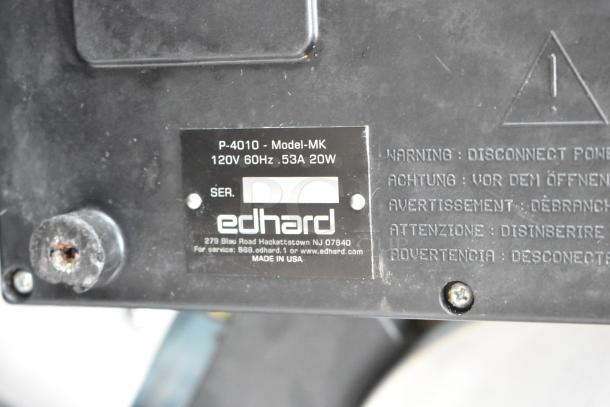 P-4010 - Model-MK
120V 60Hz .53A 20W
SER.
edhard
279 Blau Road Hackettstown NJ 07840
For service: 888.edhard.1 or www.edhard.com
MADE IN USA
!
WARNING : DISCONNECT POWE
ACHTUNG : VOR DEM ÖFFNEN
AVERTISSEMENT : DÉBRANCH
ATTENZIONE : DISINSERIRE
ADVERTENCIA : DESCONECTA